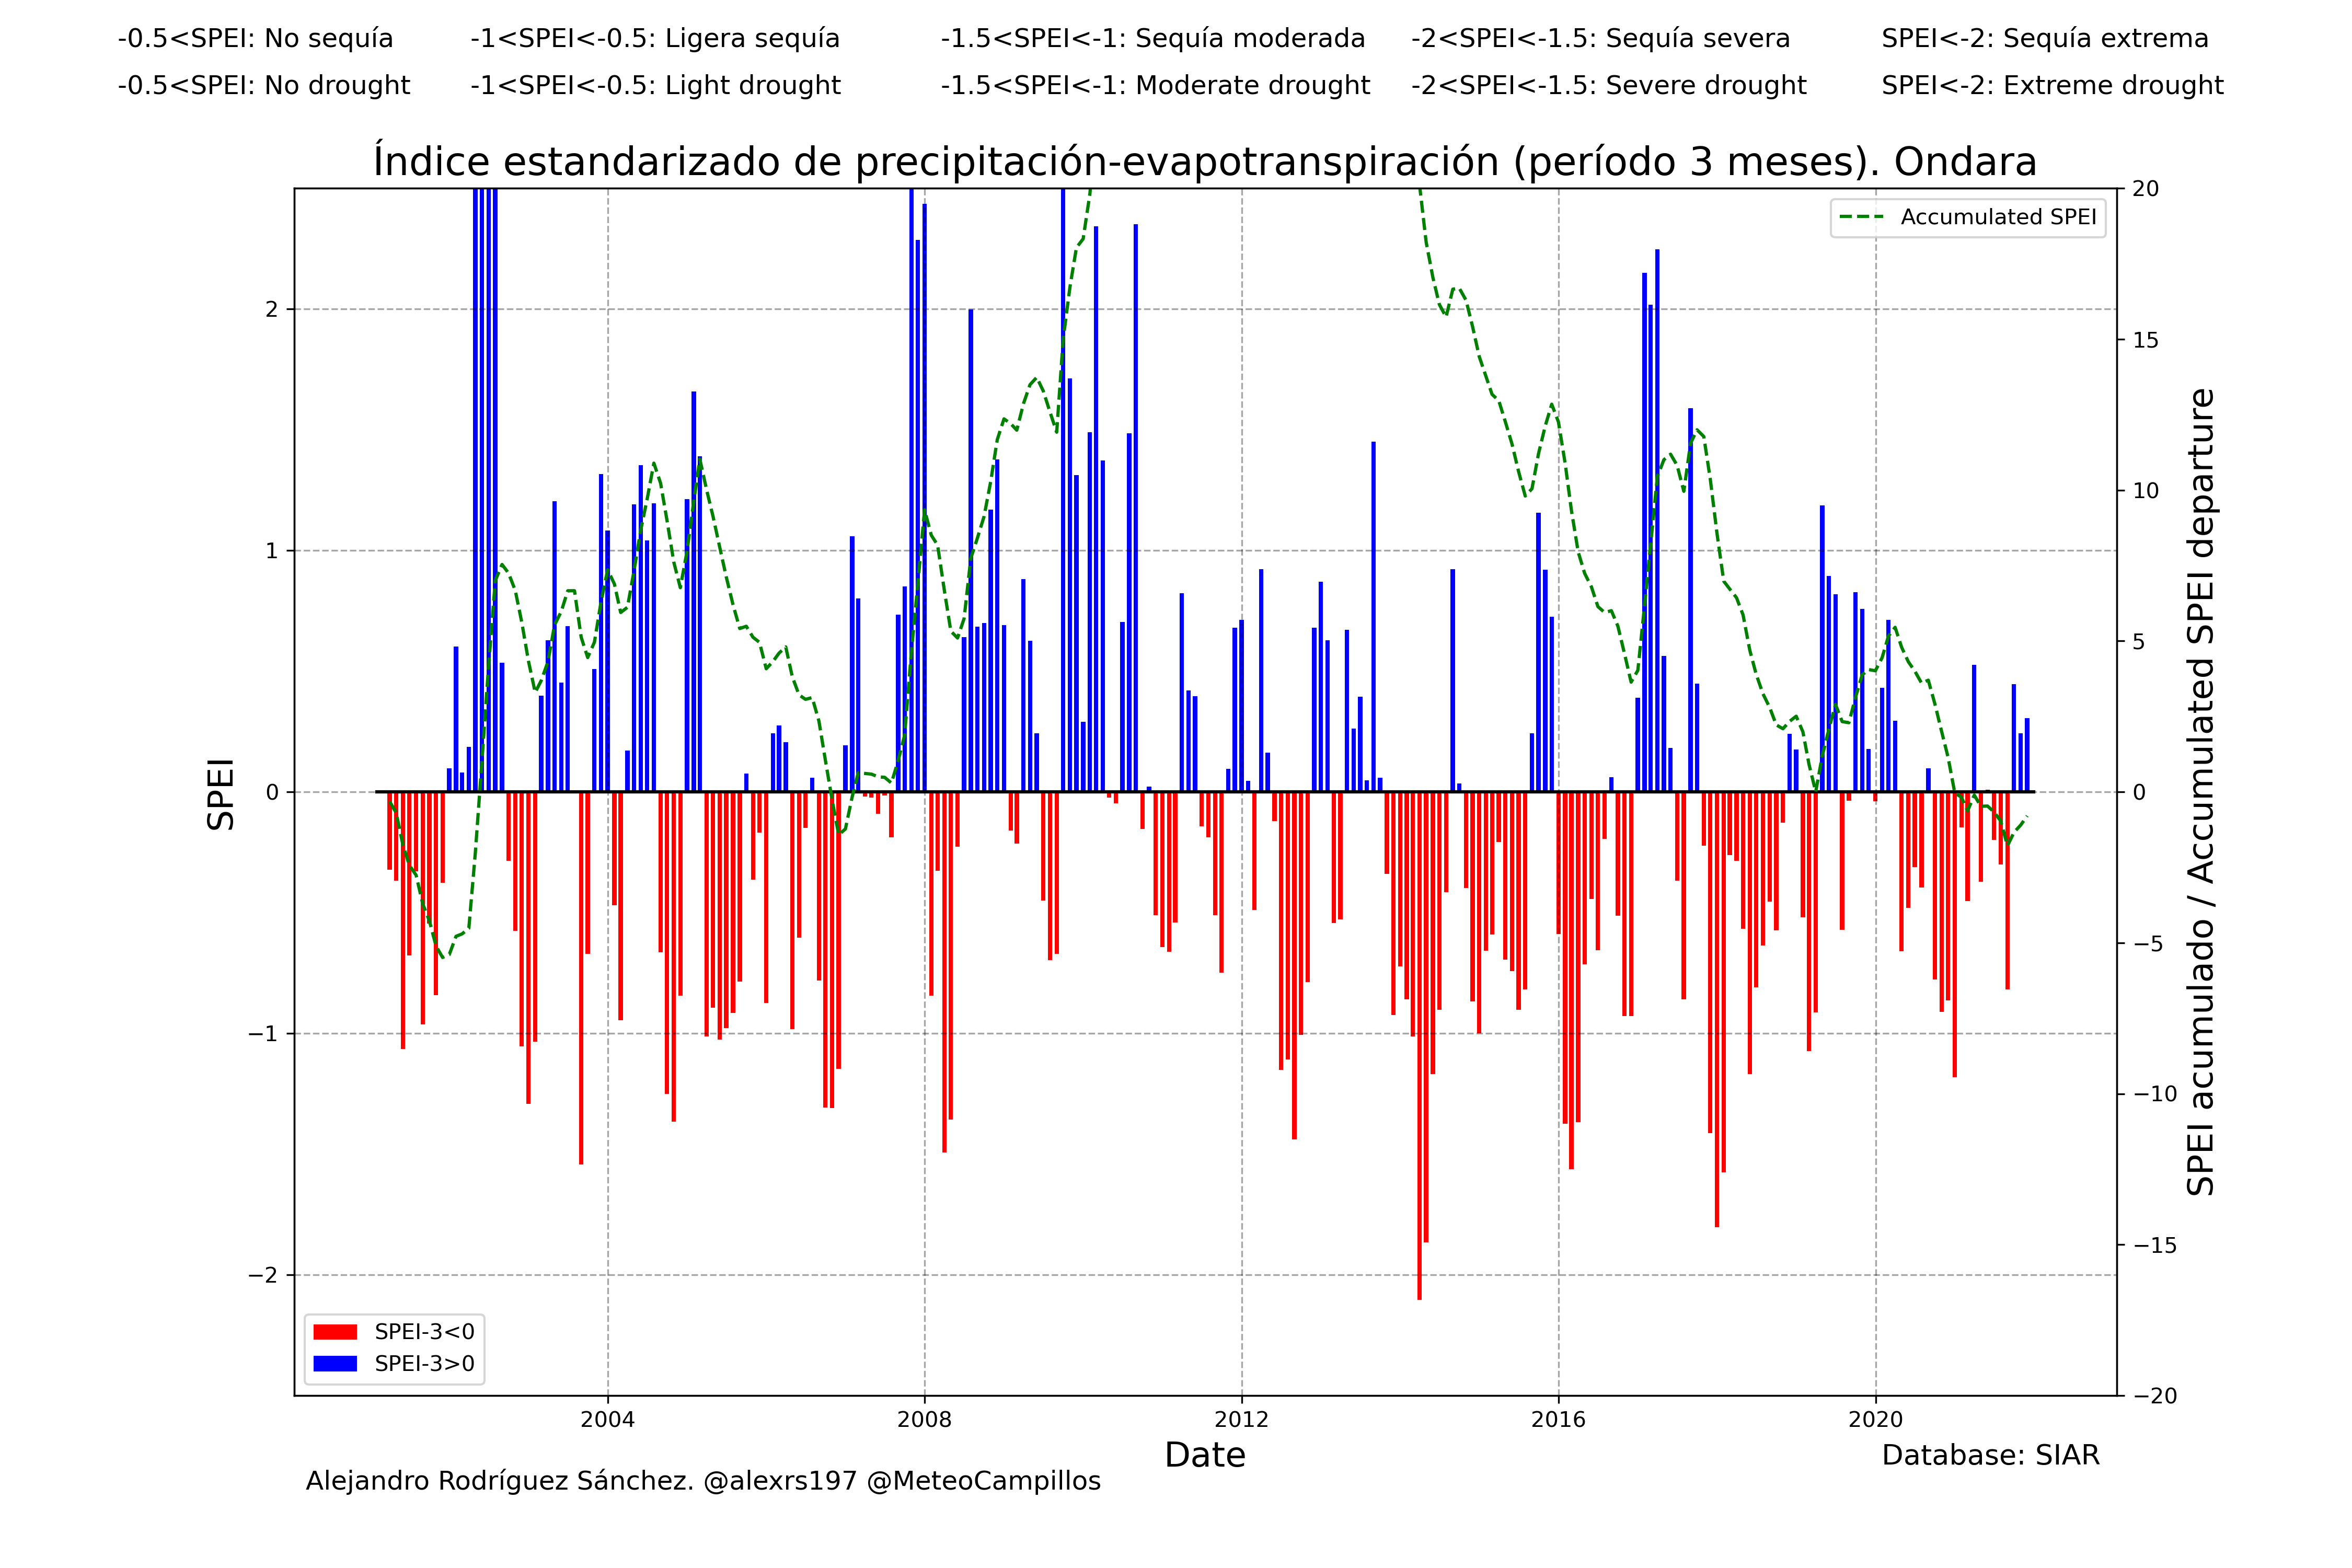 -0.5<SPEI: No sequía -1<SPEI<-0.5: Ligera sequía -1.5<SPEI<-1: Sequía moderada -2<SPEI<-1.5: Sequía severa SPEI<-2: Sequía extrema
-0.5<SPEI: No drought -1<SPEI<-0.5: Light drought -1.5<SPEI<-1: Moderate drought -2<SPEI<-1.5: Severe drought SPEI<-2: Extreme drought
Índice estandarizado de precipitación-evapotranspiración (período 3 meses). Ondara
Accumulated SPEI
SPEI
2
1
0
−1
−2
20
15
10
5
0
−5
−10
−15
−20
SPEI acumulado / Accumulated SPEI departure
SPEI-3<0
SPEI-3>0
2004 2008 2012 2016 2020
Date
Database: SIAR
Alejandro Rodríguez Sánchez. @alexrs197 @MeteoCampillos